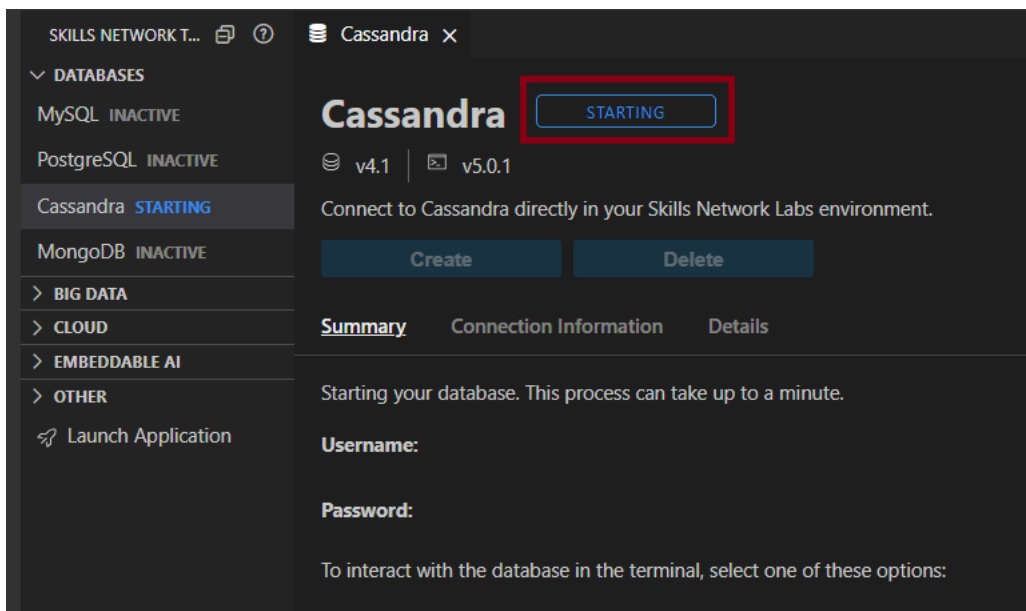 SKILLS NETWORK T...
DATABASES
MySQL INACTIVE
PostgreSQL INACTIVE
Cassandra STARTING
MongoDB INACTIVE
BIG DATA
CLOUD
EMBEDDABLE AI
OTHER
Launch Application
Cassandra
Cassandra STARTING
v4.1 v5.0.1
Connect to Cassandra directly in your Skills Network Labs environment.
Create Delete
Summary Connection Information Details
Starting your database. This process can take up to a minute.
Username:
Password:
To interact with the database in the terminal, select one of these options: